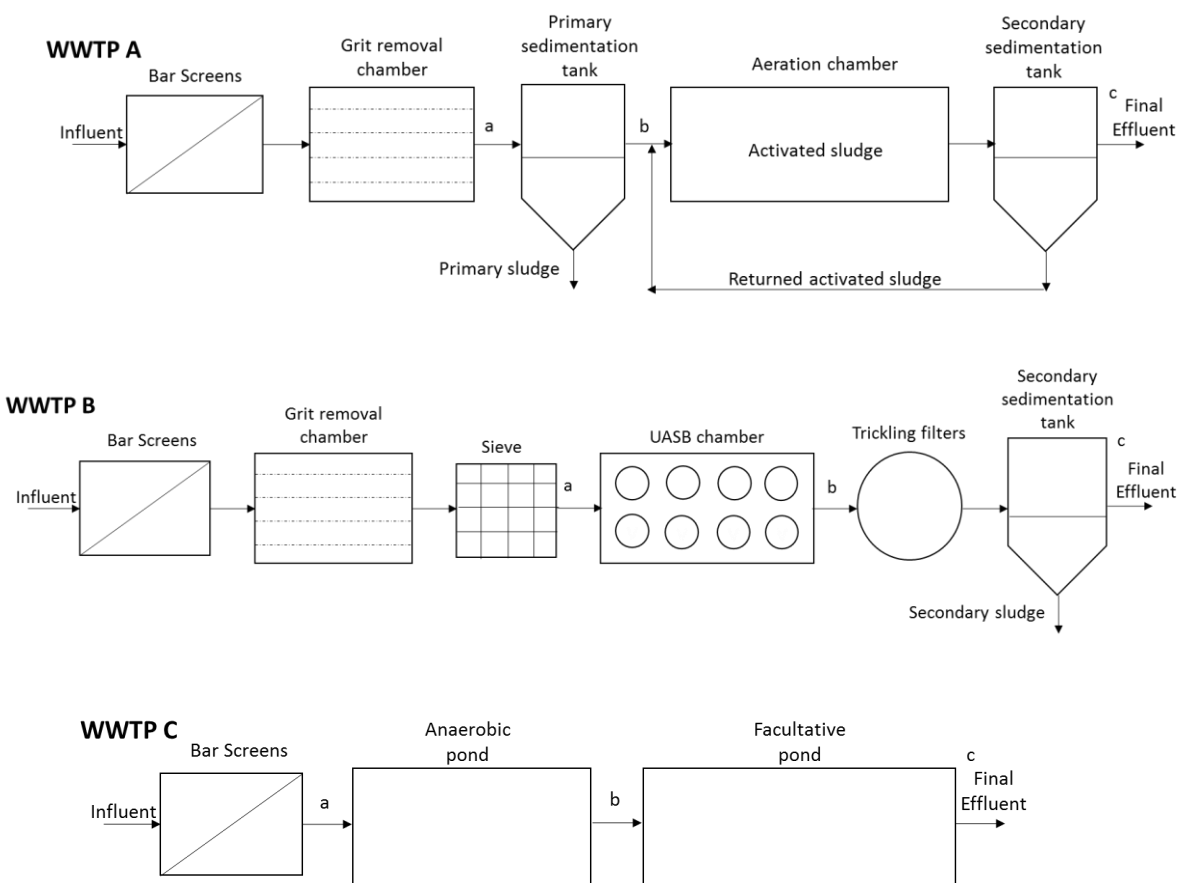 WWTP A
Bar Screens
Grit removal
chamber
Primary
sedimentation
tank
Aeration chamber
Secondary
sedimentation
tank
Influent
a
b
Activated sludge
c
Final
Effluent
Primary sludge
Returned activated sludge
WWTP B
Bar Screens
Grit removal
chamber
Sieve
UASB chamber
Trickling filters
Secondary
sedimentation
tank
Influent
a
b
c
Final
Effluent
Secondary sludge
WWTP C
Bar Screens
Anaerobic
pond
Facultative
pond
Influent
a
b
c
Final
Effluent